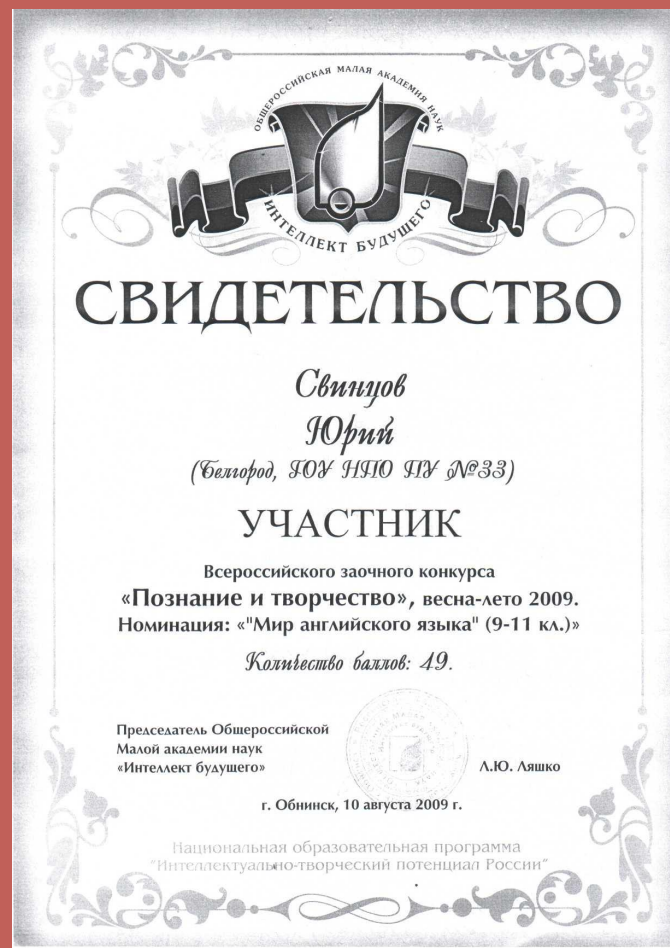 ОБЩЕРОССИЙСКАЯ МАЛАЯ АКАДЕМИЯ НАУК
ИНТЕЛЛЕКТ БУДУЩЕГО
СВИДЕТЕЛЬСТВО
Свинцов
Юрий
(Белгород, ГОУ НПО ПУ №33)
УЧАСТНИК
Всероссийского заочного конкурса
«Познание и творчество», весна-лето 2009.
Номинация: «"Мир английского языка" (9-11 кл.)»
Количество баллов: 49.
Председатель Общероссийской
Малой академии наук
«Интеллект будущего»
Л.Ю. Ляшко
г. Обнинск, 10 августа 2009 г.
Национальная образовательная программа
"Интеллектуально-творческий потенциал России"